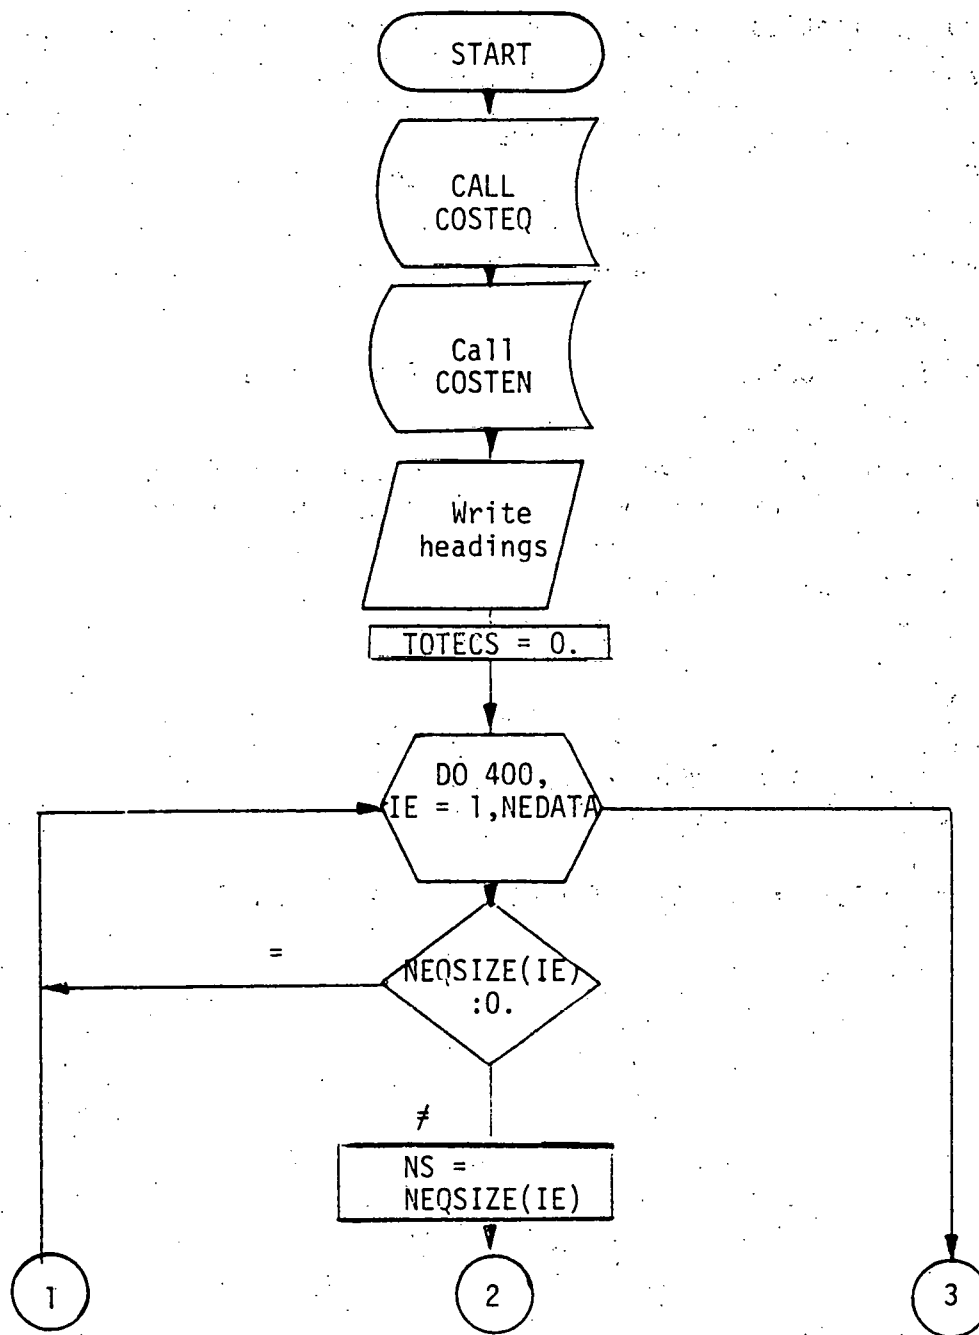 START
CALL
COSTEQ
Call
COSTEN
Write
headings
TOTECS = 0.
DO 400,
IE = 1,NEDATA
=
NEQSIZE(IE)
:0.
≠
NS =
NEQSIZE(IE)
1
2
3